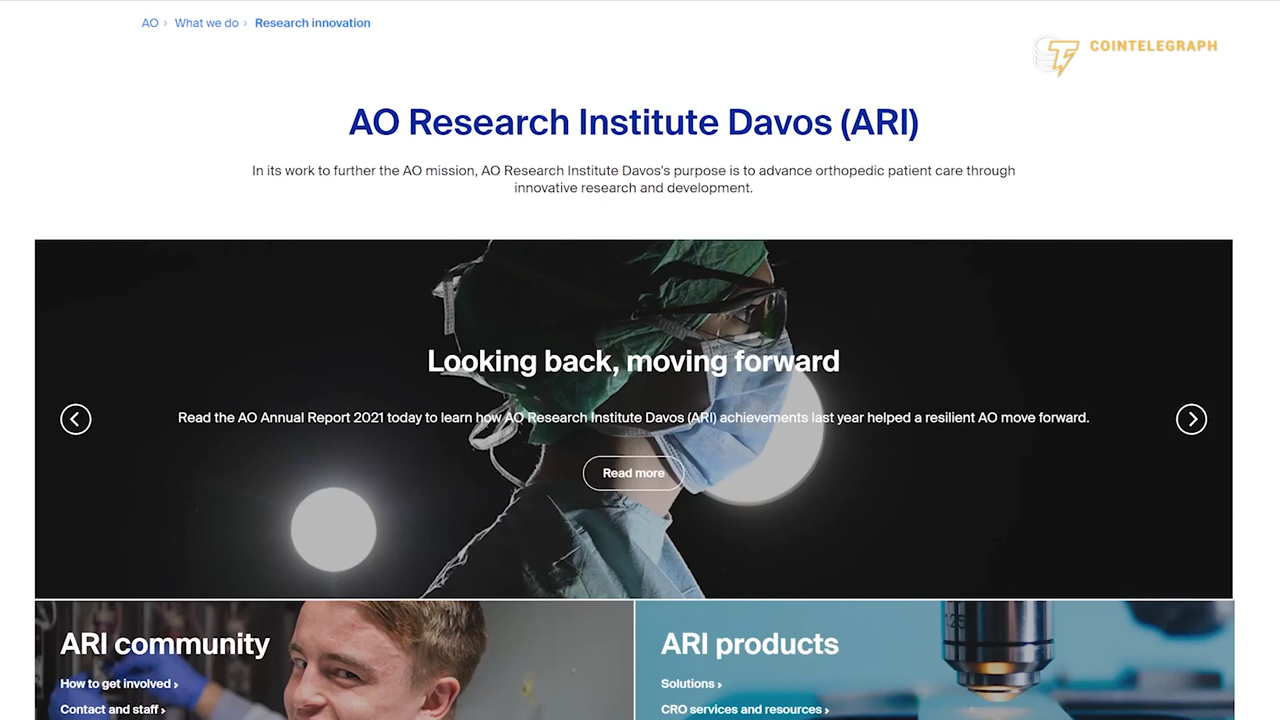 AO › What we do › Research innovation
COINTELEGRAPH
AO Research Institute Davos (ARI)
In its work to further the AO mission, AO Research Institute Davos's purpose is to advance orthopedic patient care through
innovative research and development.
Looking back, moving forward
Read the AO Annual Report 2021 today to learn how AO Research Institute Davos (ARI) achievements last year helped a resilient AO move forward.
Read more
ARI community
How to get involved ›
Contact and staff ›
ARI products
Solutions ›
CRO services and resources ›